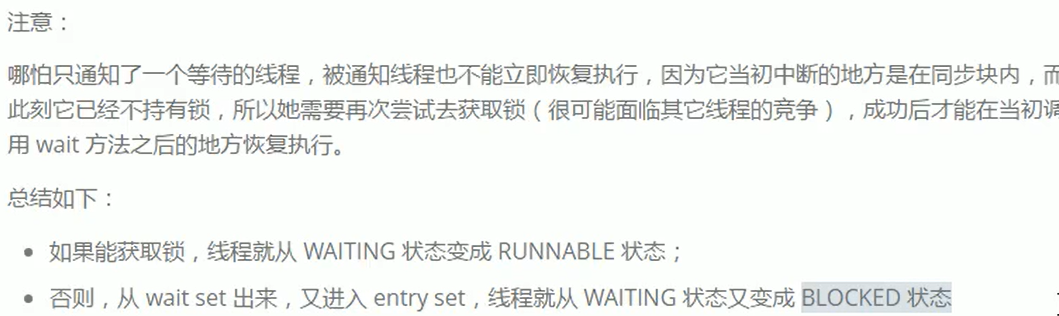 注意：
哪怕只通知了一个等待的线程，被通知线程也不能立即恢复执行，因为它当初中断的地方是在同步块内，而
此刻它已经不持有锁，所以她需要再次尝试去获取锁（很可能面临其它线程的竞争），成功后才能在当初调
用 wait 方法之后的地方恢复执行。
总结如下：
如果能获取锁，线程就从 WAITING 状态变成 RUNNABLE 状态；
否则，从 wait set 出来，又进入 entry set，线程就从 WAITING 状态又变成 BLOCKED 状态